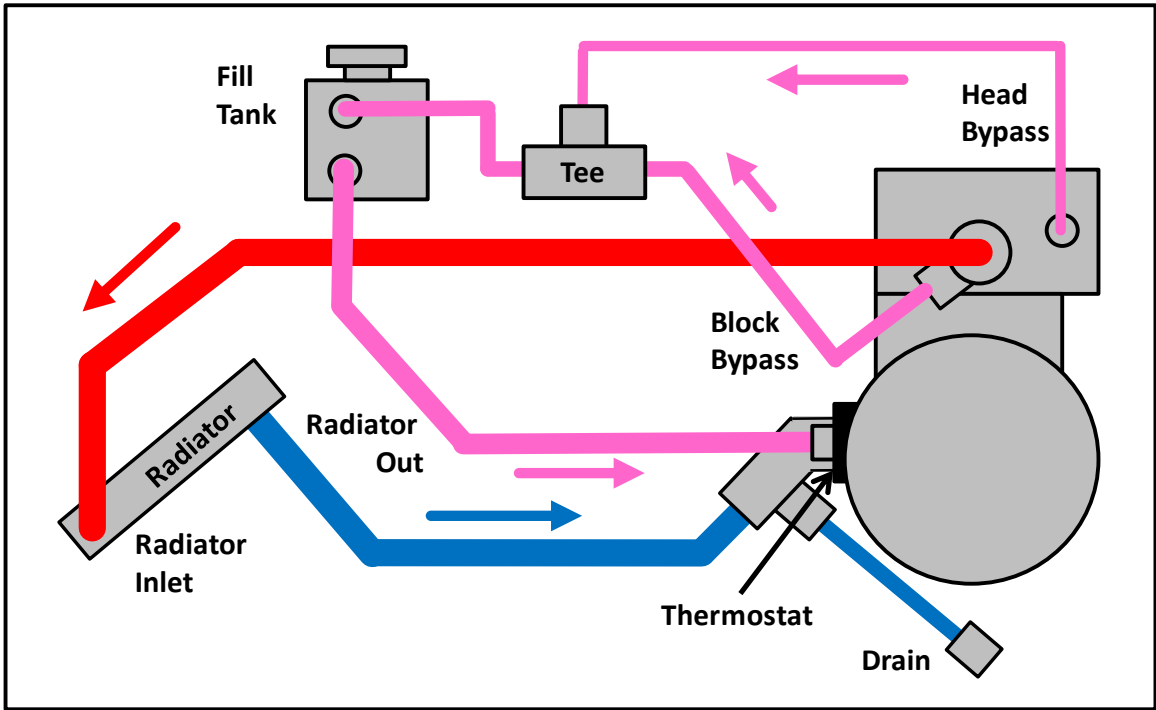 Fill
Tank
Tee
Head
Bypass
Block
Bypass
Radiator
Radiator
Out
Radiator
Inlet
Thermostat
Drain